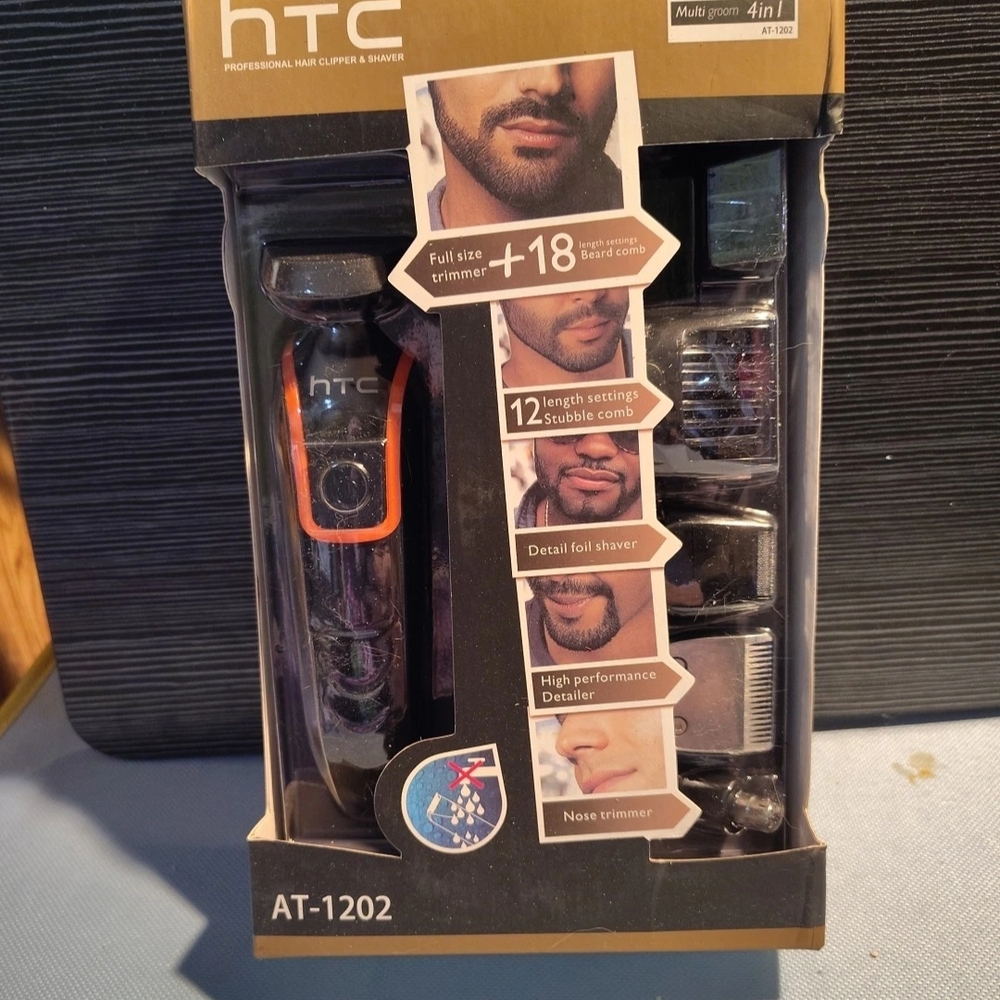 hTC
PROFESSIONAL HAIR CLIPPER & SHAVER
Multi groom 4in1
AT-1202
Full size
trimmer
+18
length settings
Beard comb
hTC
12 length settings
Stubble comb
Detail foil shaver
High performance
Detailer
Nose trimmer
AT-1202